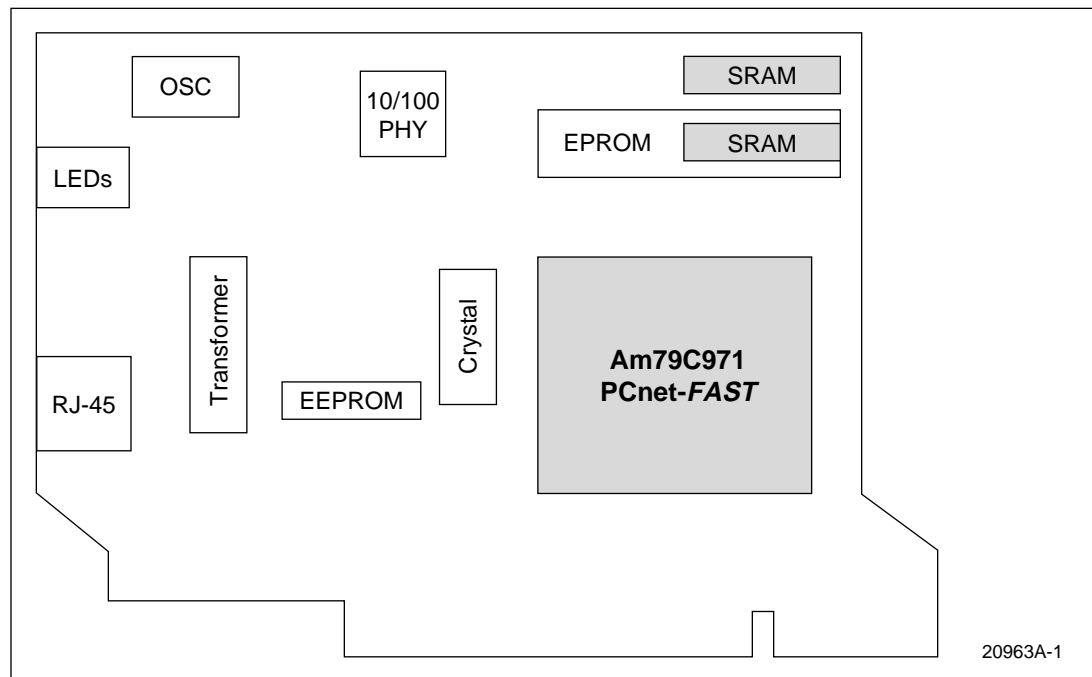 OSC
10/100
PHY
SRAM
EPROM
SRAM
LEDs
Transformer
Crystal
Am79C971
PCnet-FAST
RJ-45
EEPROM
20963A-1